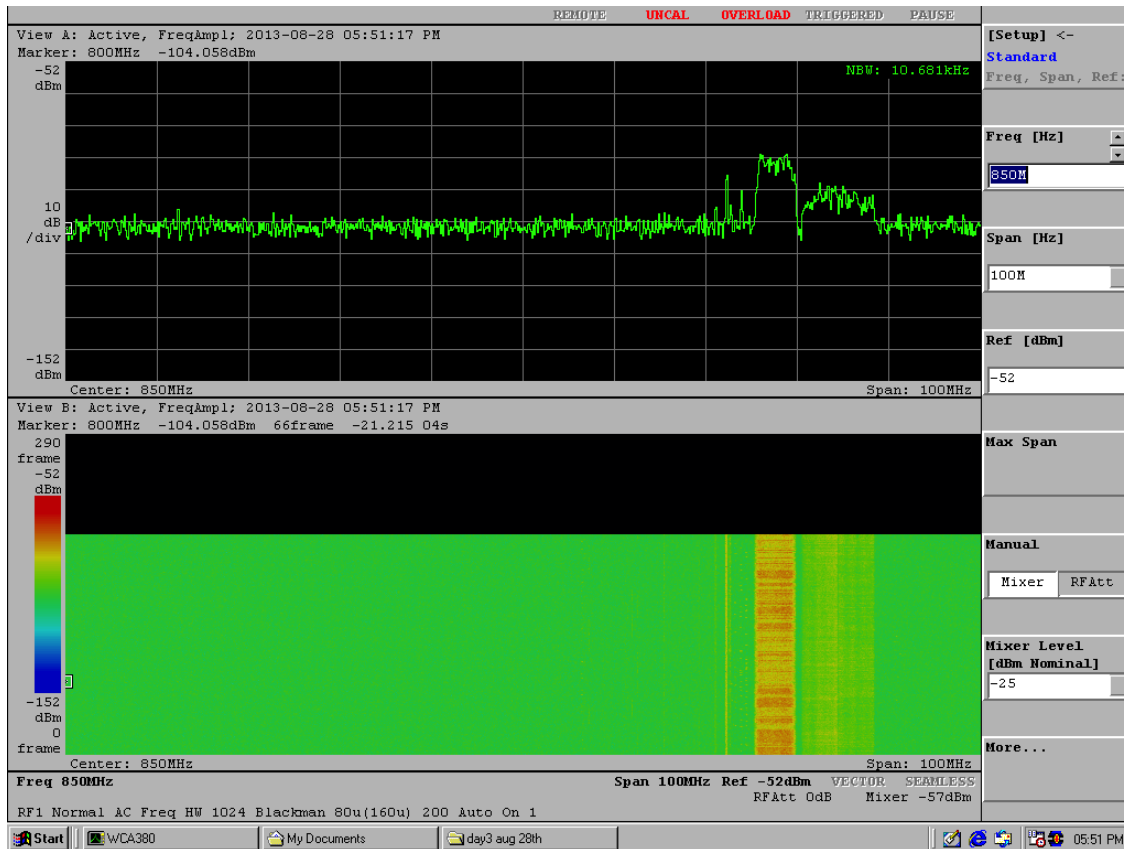 REMOTE UNCAL OVERLOAD TRIGGERED PAUSE
View A: Active, FreqAmpl; 2013-08-28 05:51:17 PM
Marker: 800MHz -104.058dBm
-52
dBm
NBW: 10.681kHz
10
dB
/div
-152
dBm
Center: 850MHz Span: 100MHz
View B: Active, FreqAmpl; 2013-08-28 05:51:17 PM
Marker: 800MHz -104.058dBm 66frame -21.215 04s
290
frame
-52
dBm
-152
dBm
0
frame
Center: 850MHz Span: 100MHz
Freq 850MHz Span 100MHz Ref -52dBm VECTOR SEAMLESS
RFAtt 0dB Mixer -57dBm
RF1 Normal AC Freq HW 1024 Blackman 80u(160u) 200 Auto On 1
[Setup] <-
Standard
Freq, Span, Ref:
Freq [Hz]
850M
Span [Hz]
100M
Ref [dBm]
-52
Max Span
Manual
Mixer RFAtt
Mixer Level
[dBm Nominal]
-25
More...
Start WCA380 My Documents day3 aug 28th 05:51 PM